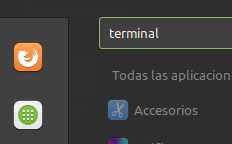 terminal
Todas las aplicacion
Accesorios